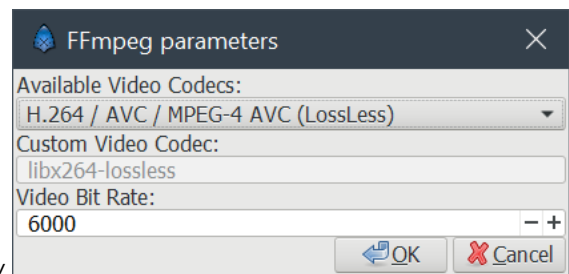 FFmpeg parameters
Available Video Codecs:
H.264 / AVC / MPEG-4 AVC (LossLess)
Custom Video Codec:
libx264-lossless
Video Bit Rate:
6000
OK Cancel